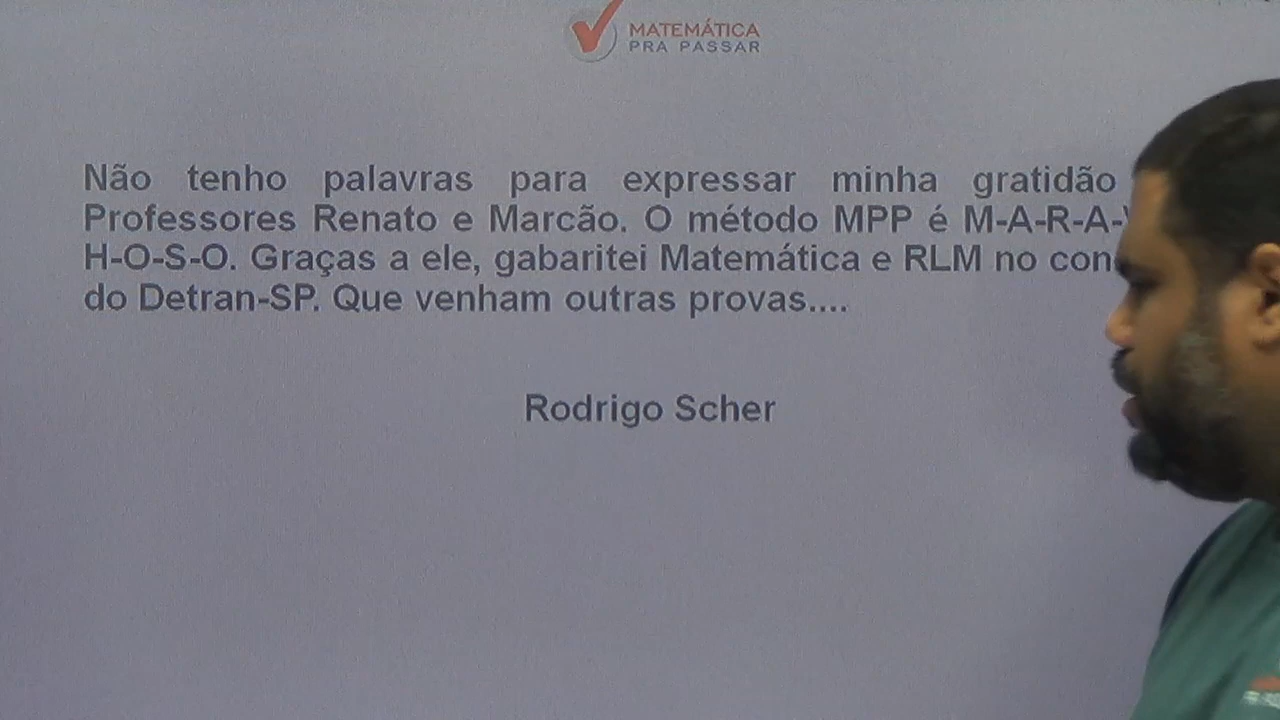 MATEMÁTICA
PRA PASSAR
Não tenho palavras para expressar minha gratidão
Professores Renato e Marcão. O método MPP é M-A-R-A-
H-O-S-O. Graças a ele, gabaritei Matemática e RLM no
do Detran-SP. Que venham outras provas....
Rodrigo Scher